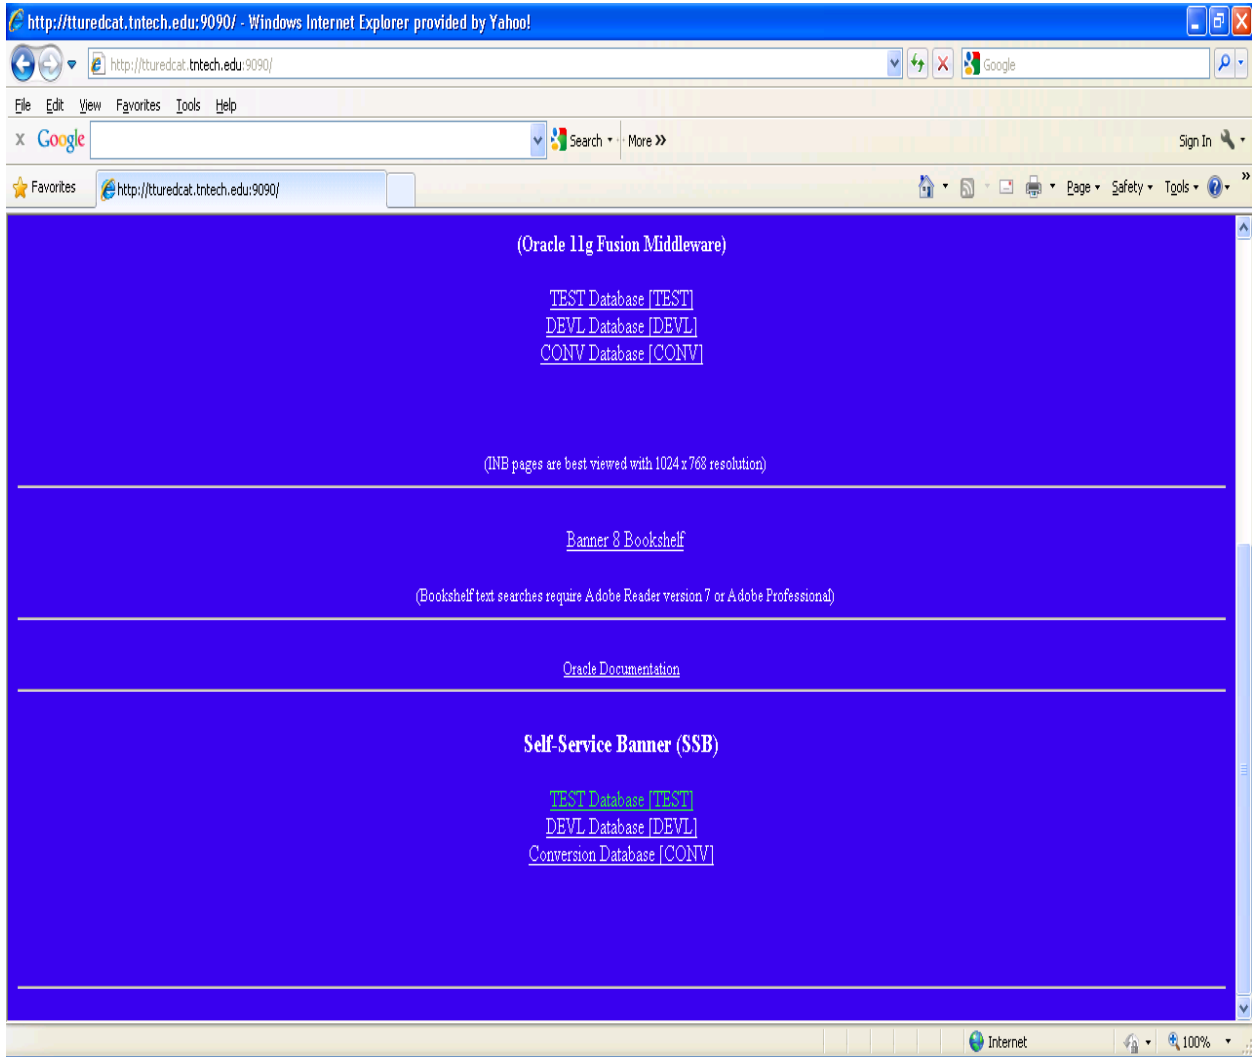 http://tturedcat.tntech.edu:9090/ - Windows Internet Explorer provided by Yahoo!
http://tturedcat.tntech.edu:9090/ Google
File Edit View Favorites Tools Help
x Google Search More »
Sign In
Favorites http://tturedcat.tntech.edu:9090/ Page Safety Tools »
(Oracle 11g Fusion Middleware)
TEST Database [TEST]
DEVL Database [DEVL]
CONV Database [CONV]
(INB pages are best viewed with 1024 x 768 resolution)
Banner 8 Bookshelf
(Bookshelf text searches require Adobe Reader version 7 or Adobe Professional)
Oracle Documentation
Self-Service Banner (SSB)
TEST Database [TEST]
DEVL Database [DEVL]
Conversion Database [CONV]
Internet 100%